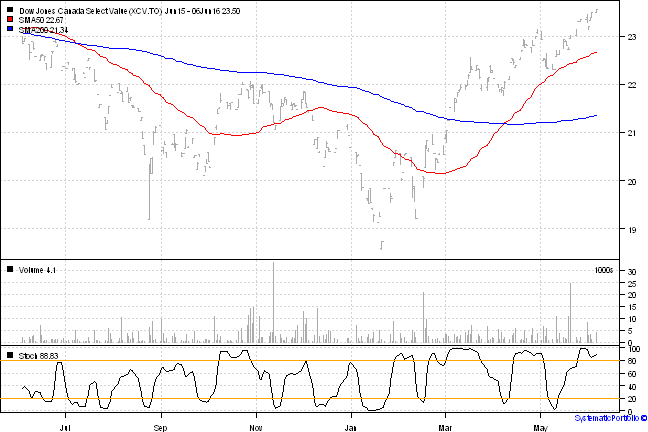 Dow Jones Canada Select Value (XCV.TO) Jun 15 - 06 Jun 16 23.50
SMA50 22.67
SMA200 21.34
23
22
21
20
19
Volume 4.1
1000s
30
25
20
15
10
5
0
Stoch 88.83
100
80
60
40
20
0
Jul
Sep
Nov
Jan
Mar
May
SystematicPortfolio ©